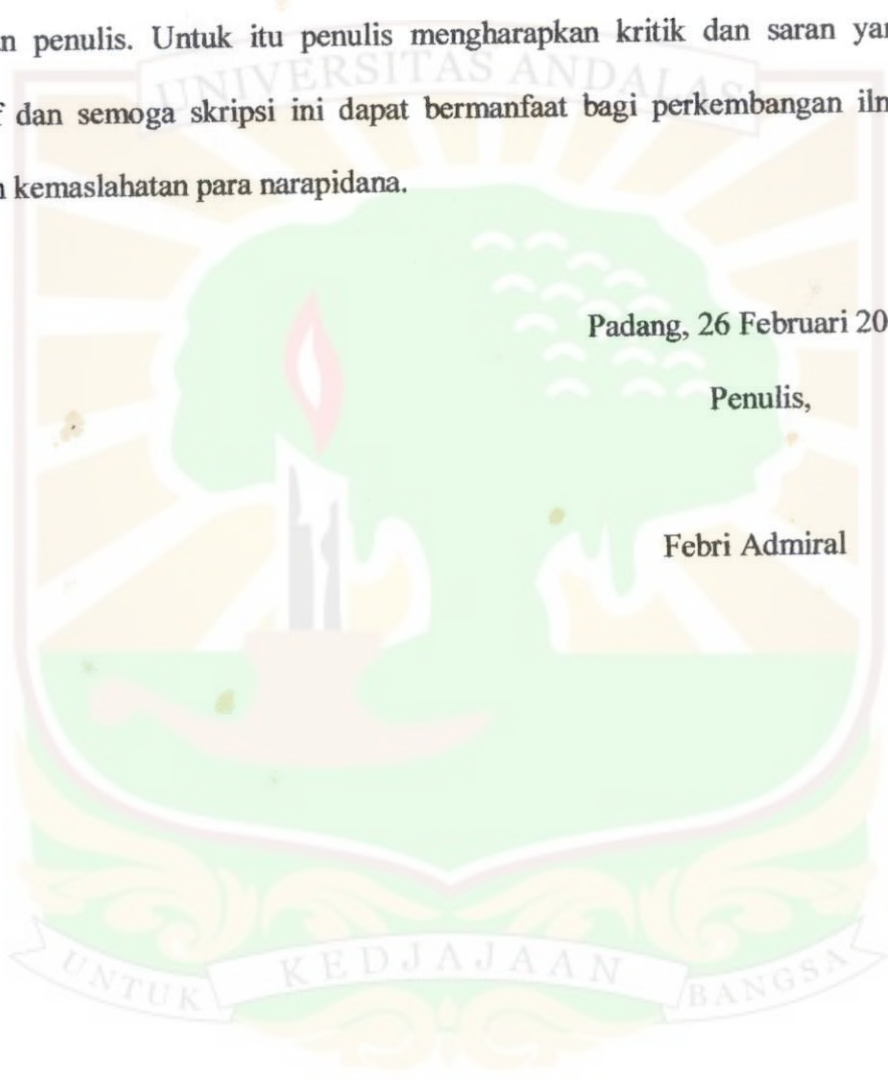 n penulis. Untuk itu penulis mengharapkan kritik dan saran yan
UNIVERSITAS ANDALAS
f dan semoga skripsi ini dapat bermanfaat bagi perkembangan iln
n kemaslahatan para narapidana.
Padang, 26 Februari 20
Penulis,
Febri Admiral
UNTUK KEDJAJAAN BANGSA